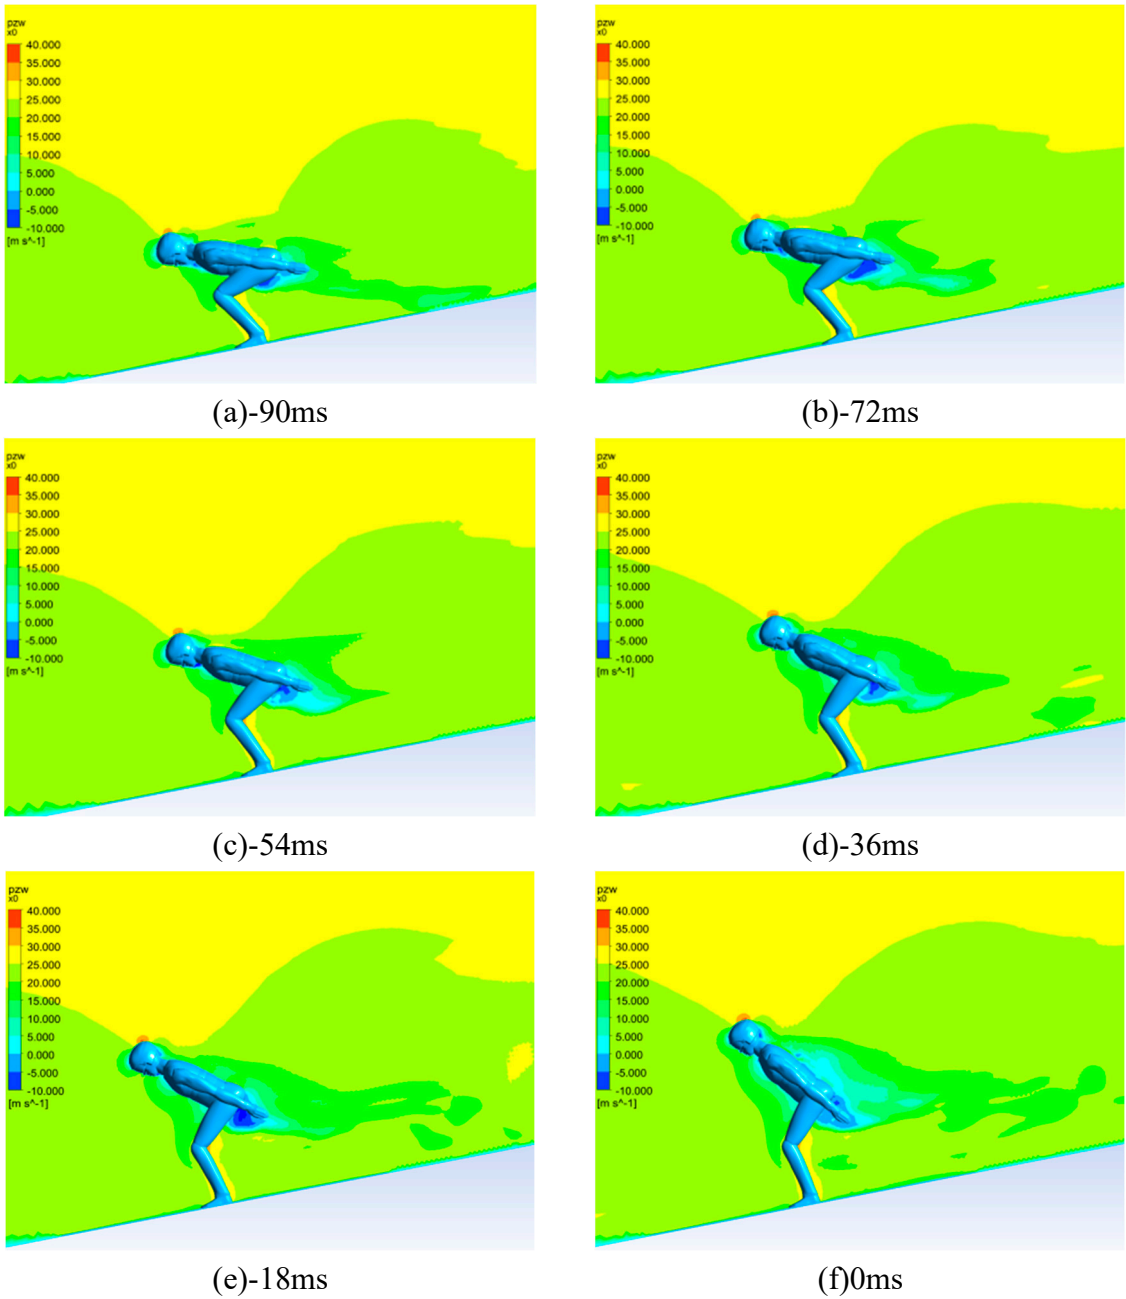 pzw
x0
40.000
35.000
30.000
25.000
20.000
15.000
10.000
5.000
0.000
-5.000
-10.000
[m s^-1]
(a)-90ms
pzw
x0
40.000
35.000
30.000
25.000
20.000
15.000
10.000
5.000
0.000
-5.000
-10.000
[m s^-1]
(b)-72ms
pzw
x0
40.000
35.000
30.000
25.000
20.000
15.000
10.000
5.000
0.000
-5.000
-10.000
[m s^-1]
(c)-54ms
pzw
x0
40.000
35.000
30.000
25.000
20.000
15.000
10.000
5.000
0.000
-5.000
-10.000
[m s^-1]
(d)-36ms
pzw
x0
40.000
35.000
30.000
25.000
20.000
15.000
10.000
5.000
0.000
-5.000
-10.000
[m s^-1]
(e)-18ms
pzw
x0
40.000
35.000
30.000
25.000
20.000
15.000
10.000
5.000
0.000
-5.000
-10.000
[m s^-1]
(f)0ms